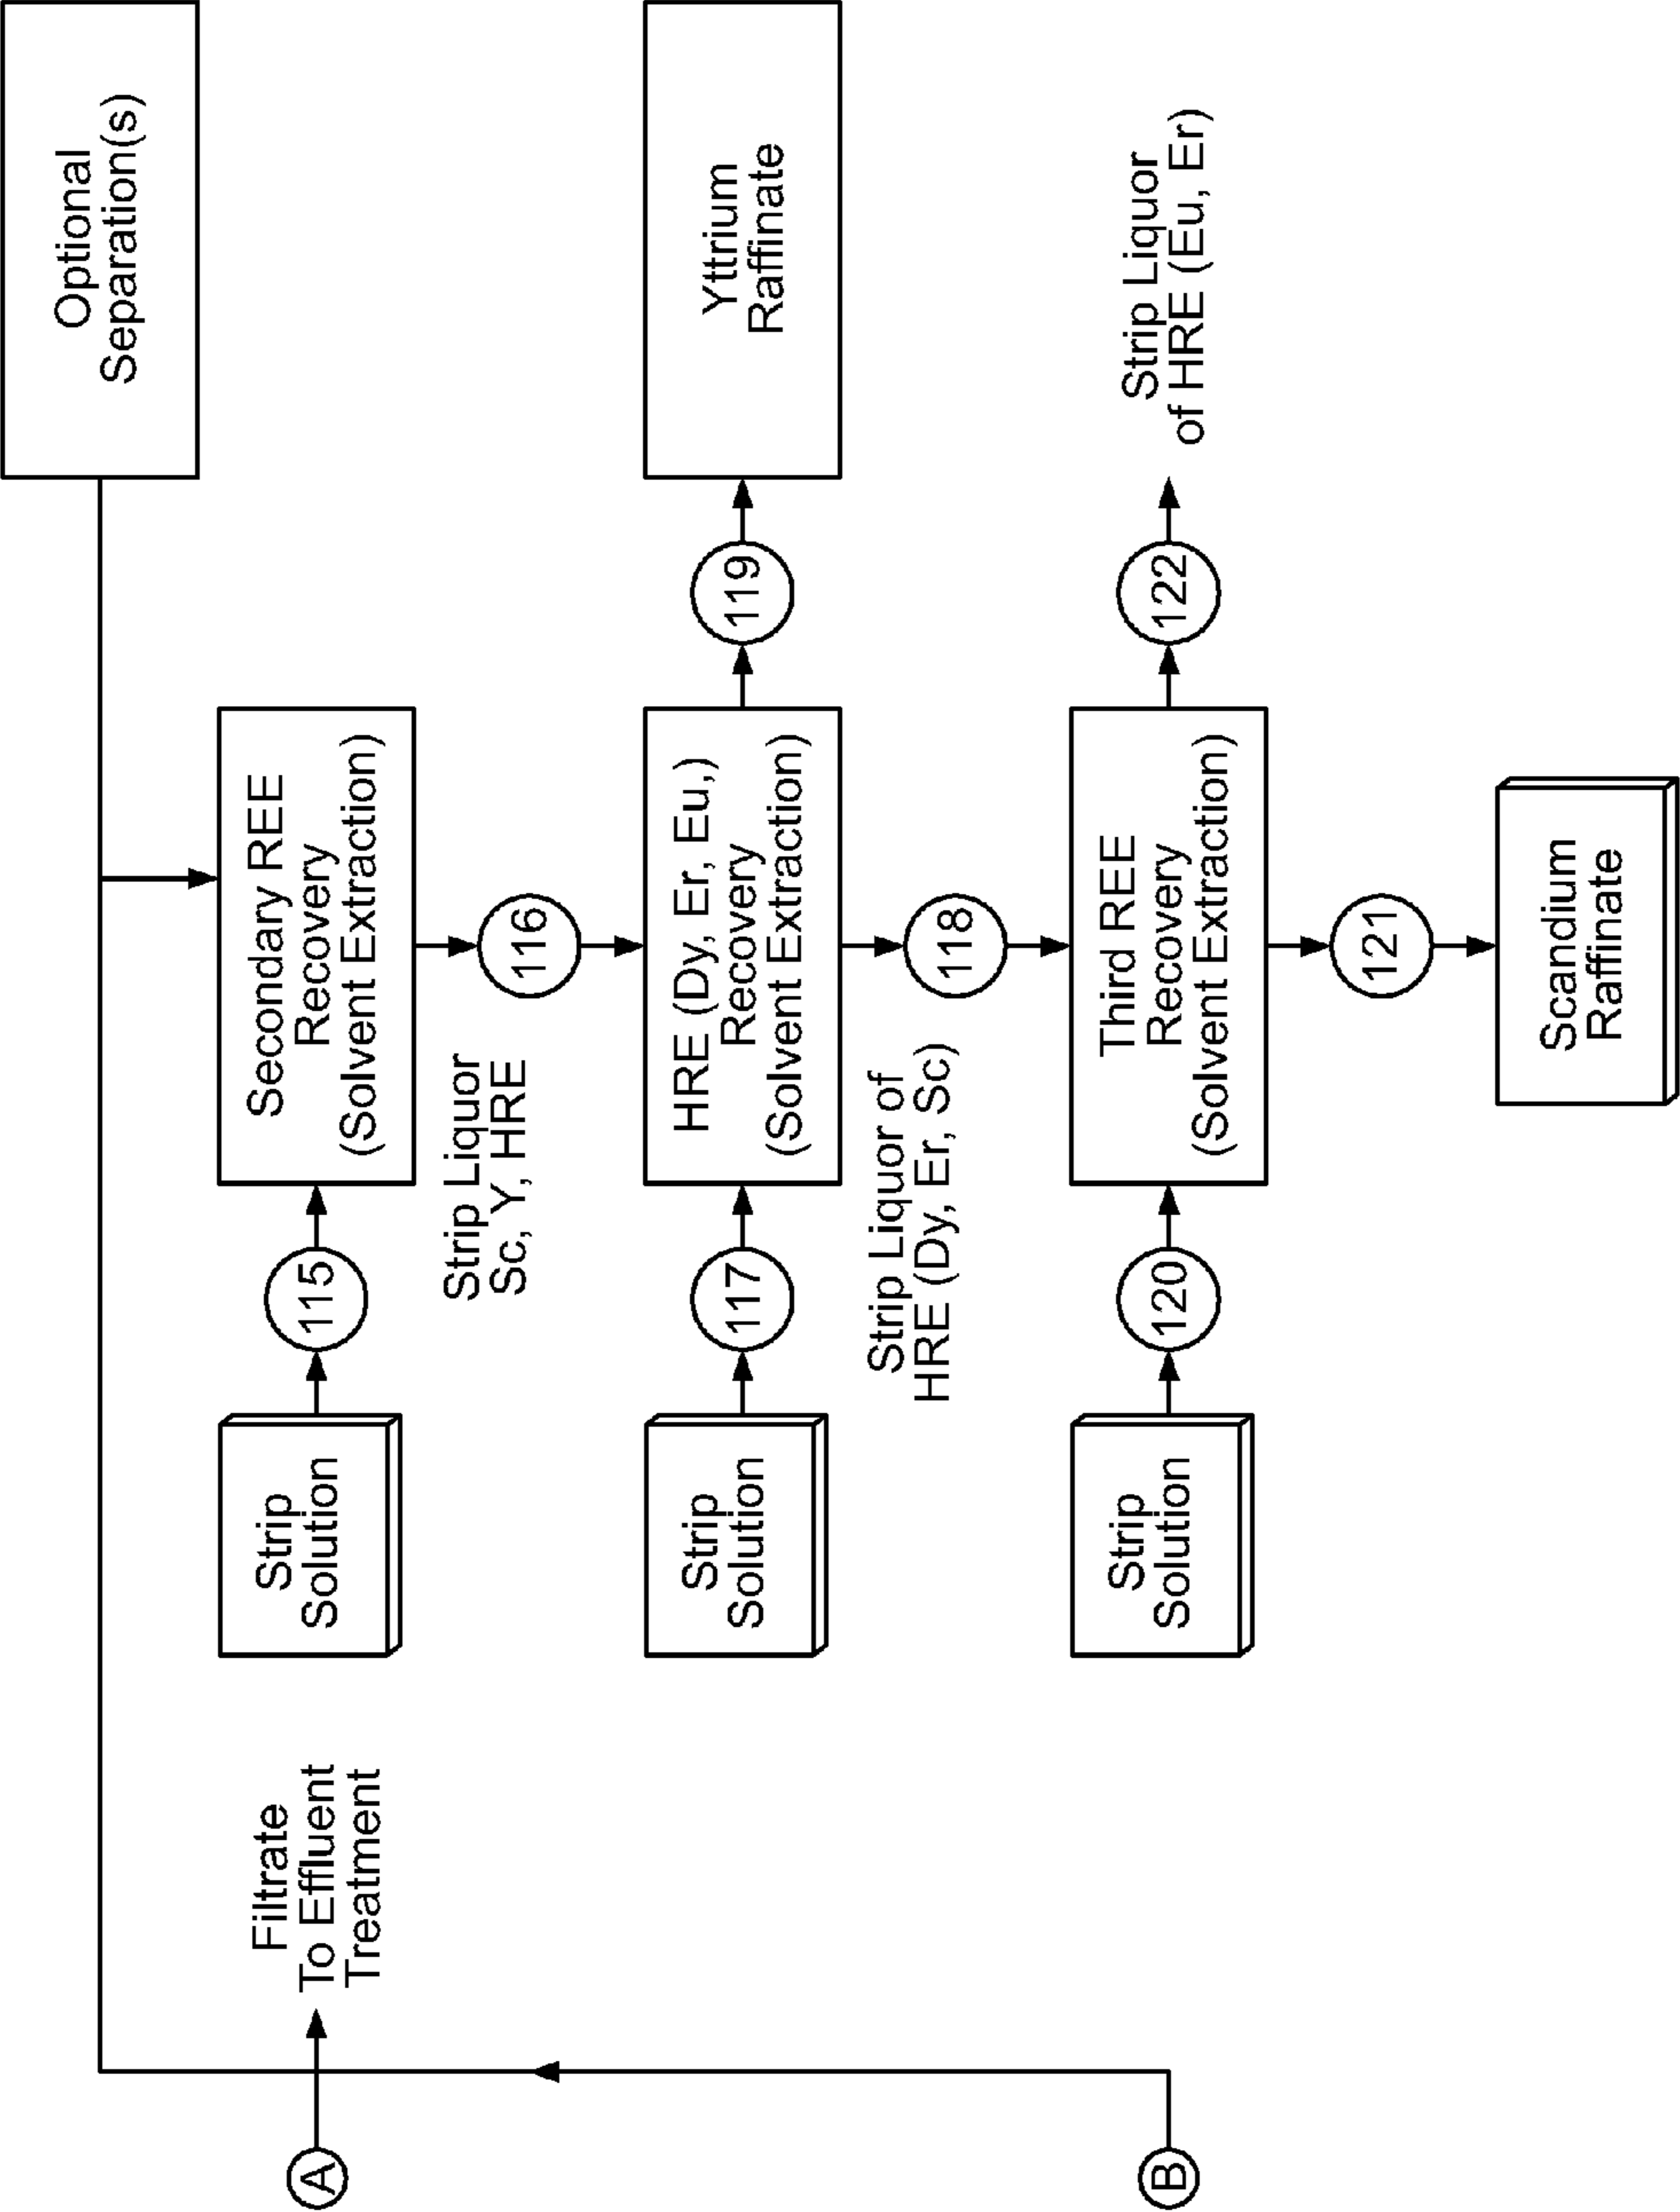 Optional
Separation(s)
Filtrate
To Effluent
Treatment
A
B
Strip
Solution
115
Secondary REE
Recovery
(Solvent Extraction)
Strip Liquor
Sc, Y, HRE
116
Strip
Solution
117
HRE (Dy, Er, Eu,)
Recovery
(Solvent Extraction)
119
Yttrium
Raffinate
Strip Liquor of
HRE (Dy, Er, Sc)
118
Strip
Solution
120
Third REE
Recovery
(Solvent Extraction)
122
Strip Liquor
of HRE (Eu, Er)
121
Scandium
Raffinate